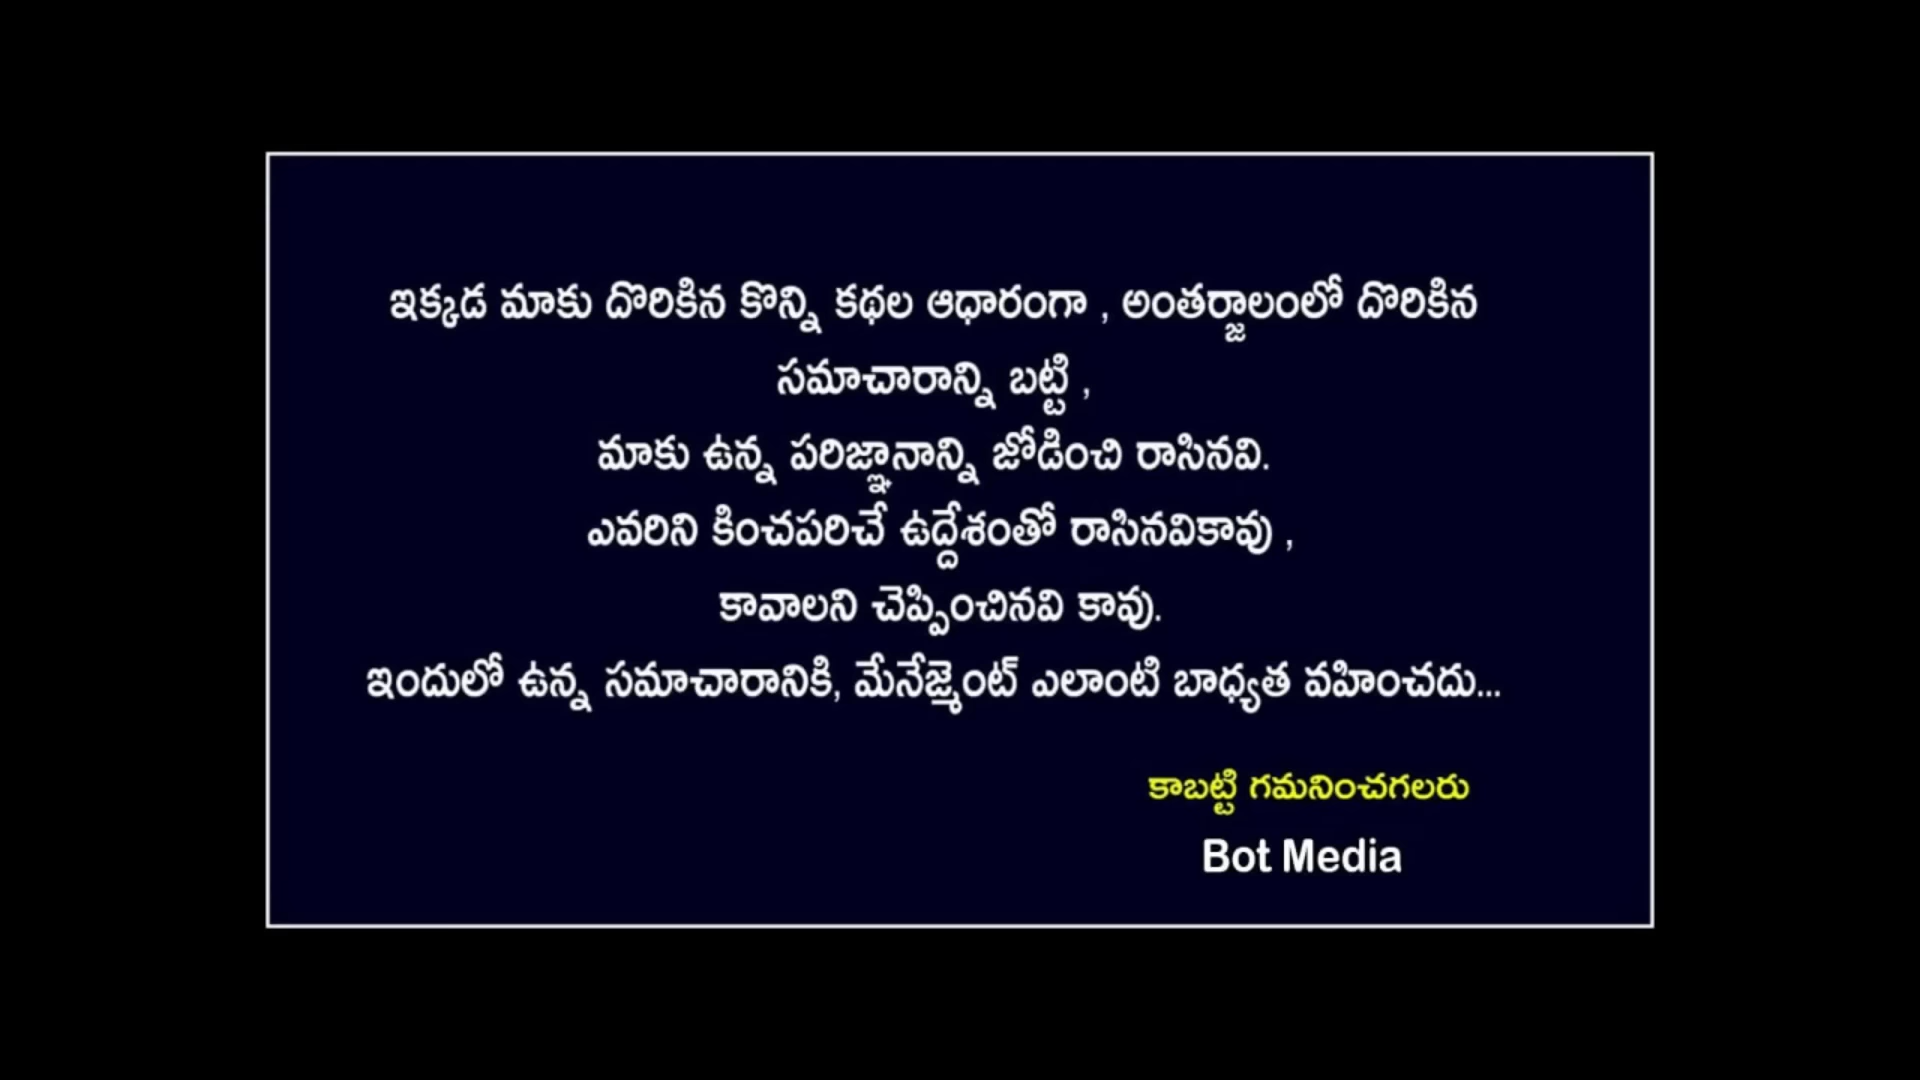 ఇక్కడ మాకు దొరికిన కొన్ని కథల ఆధారంగా , అంతర్జాలంలో దొరికిన
సమాచారాన్ని బట్టి ,
మాకు ఉన్న పరిజ్ఞానాన్ని జోడించి రాసినవి.
ఎవరిని కించపరిచే ఉద్దేశంతో రాసినవికావు ,
కావాలని చెప్పించినవి కావు.
ఇందులో ఉన్న సమాచారానికి, మేనేజ్మెంట్ ఎలాంటి బాధ్యత వహించదు...
కాబట్టి గమనించగలరు
Bot Media